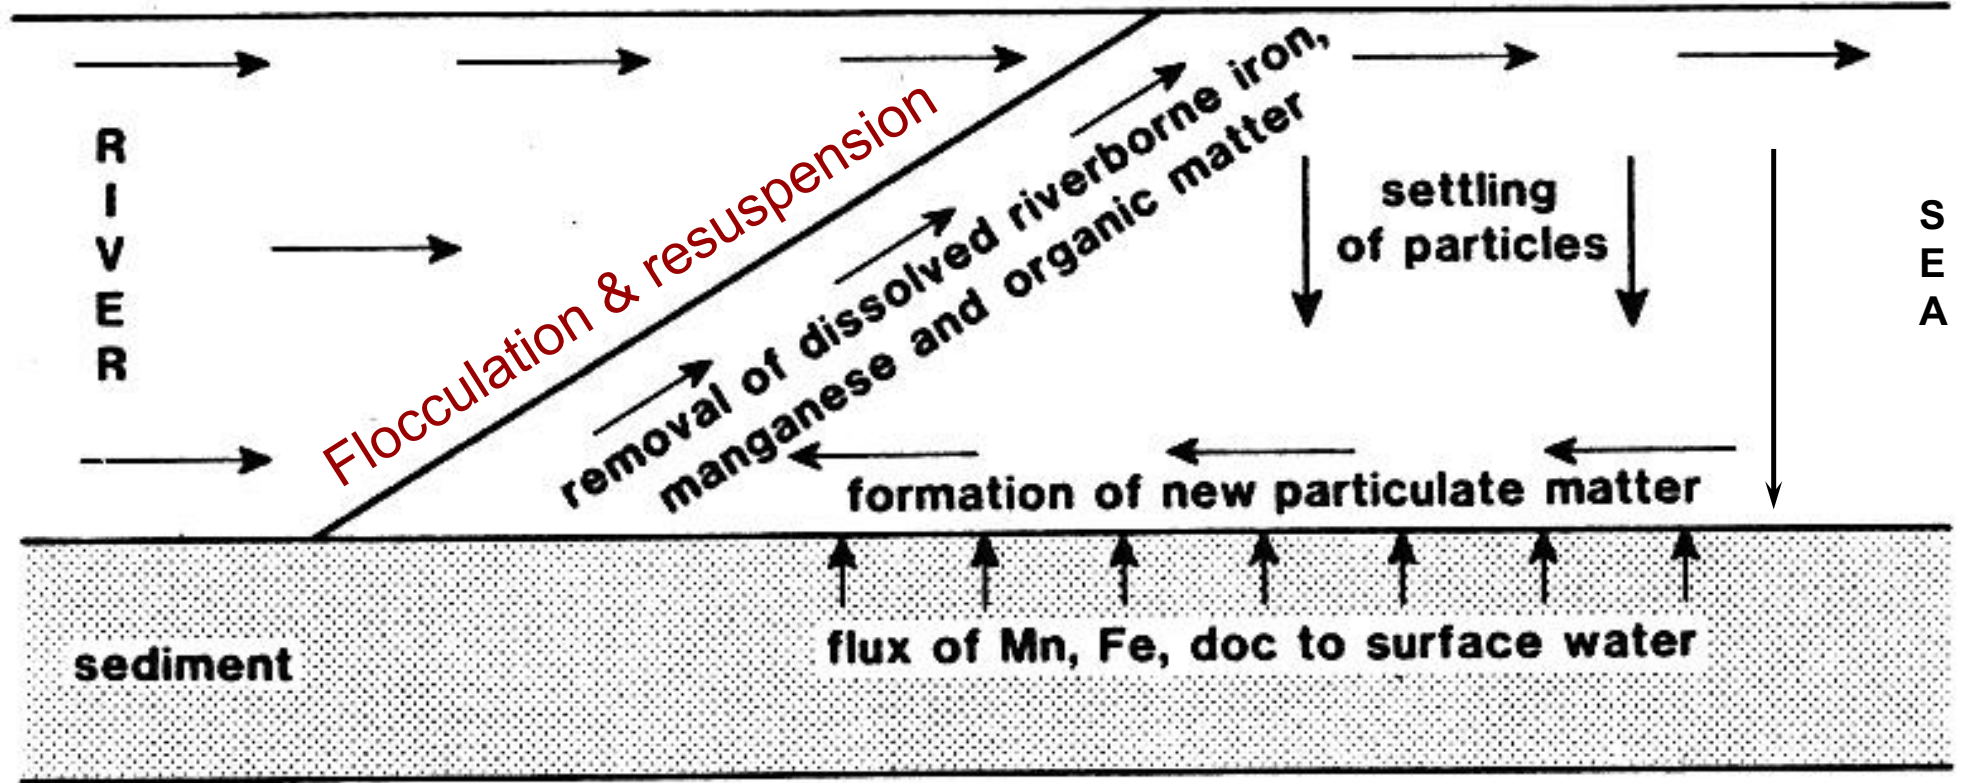 RIVER
Flocculation & resuspension
removal of dissolved riverborne iron,
manganese and organic matter
settling
of particles
SEA
formation of new particulate matter
flux of Mn, Fe, doc to surface water
sediment